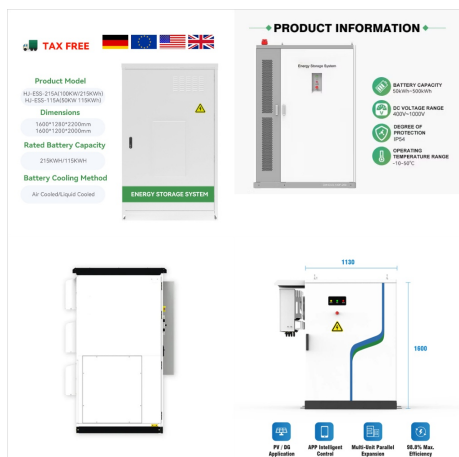 TAX FREE
Product Model
HJ-ESS-215A(100KW/215KWh)
HJ-ESS-115A(50KW 115KWh)
Dimensions
1600*1280*2200mm
1600*1200*2000mm
Rated Battery Capacity
215KWH/115KWH
Battery Cooling Method
Air Cooled/Liquid Cooled
ENERGY STORAGE SYSTEM
PRODUCT INFORMATION
Energy Storage System
BATTERY CAPACITY
50kWh~500kWh
DC VOLTAGE RANGE
400V~1000V
DEGREE OF
PROTECTION
IP54
OPERATING
TEMPERATURE RANGE
-10-50°C
1130
1600
PV / DG
Application
APP Intelligent
Control
Multi-Unit Parallel
Expansion
98.8% Max.
Efficiency